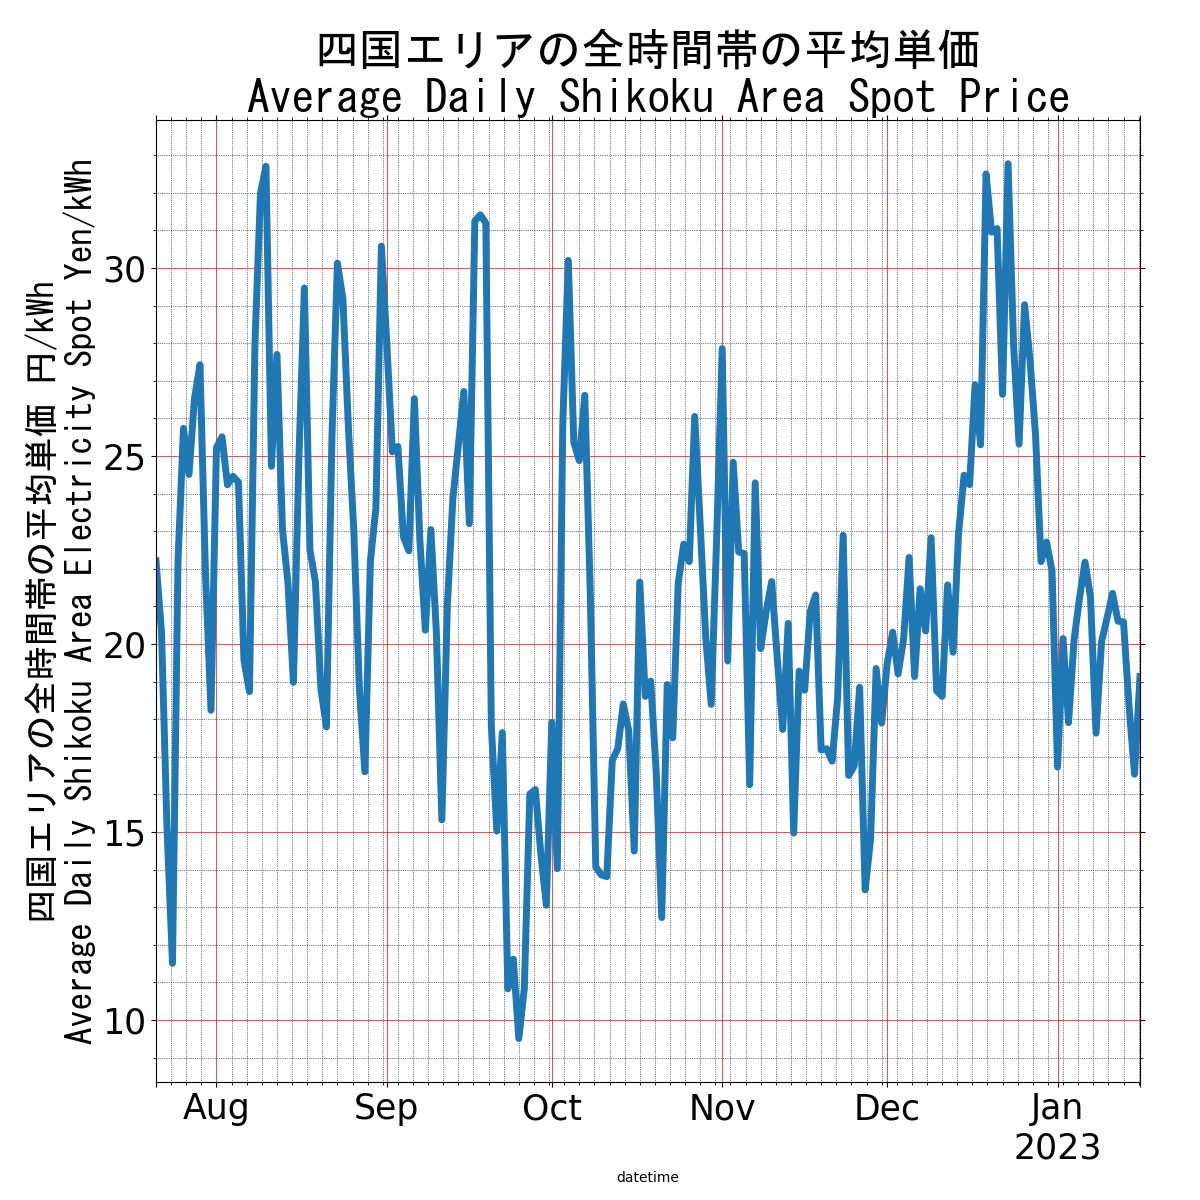 四国エリアの全時間帯の平均単価
Average Daily Shikoku Area Spot Price
四国エリアの全時間帯の平均単価 円/kWh
Average Daily Shikoku Area Electricity Spot Yen/kWh
30
25
20
15
10
Aug
Sep
Oct
Nov
Dec
Jan
2023
datetime